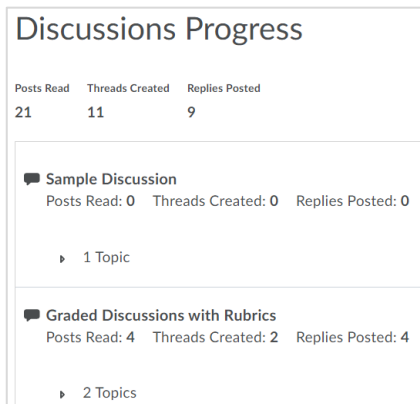 Discussions Progress
Posts Read Threads Created Replies Posted
21 11 9
Sample Discussion
Posts Read: 0 Threads Created: 0 Replies Posted: 0
1 Topic
Graded Discussions with Rubrics
Posts Read: 4 Threads Created: 2 Replies Posted: 4
2 Topics